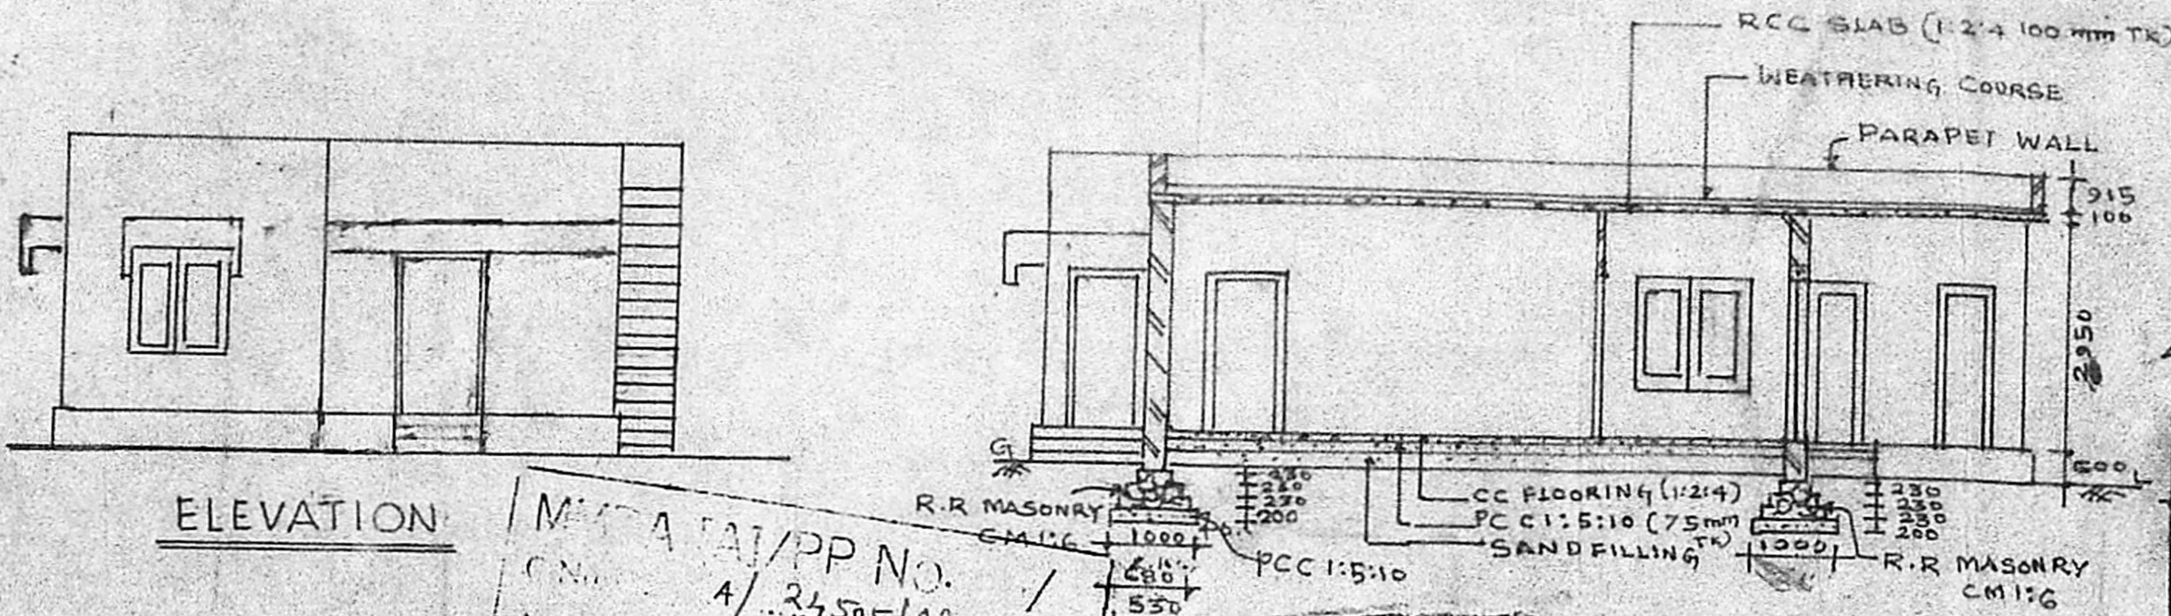 RCC SLAB (1:2:4 100 mm TK)
WEATHERING COURSE
PARAPET WALL
915
100
2950
600
G
L
R.R MASONRY
CM 1:6
230
230
230
200
1000
680
530
PCC 1:5:10
CC FLOORING (1:2:4)
PCC 1:5:10 (75mm TK)
SAND FILLING
1000
230
230
230
200
R.R MASONRY
CM 1:6
ELEVATION
/PP NO.
4/
/